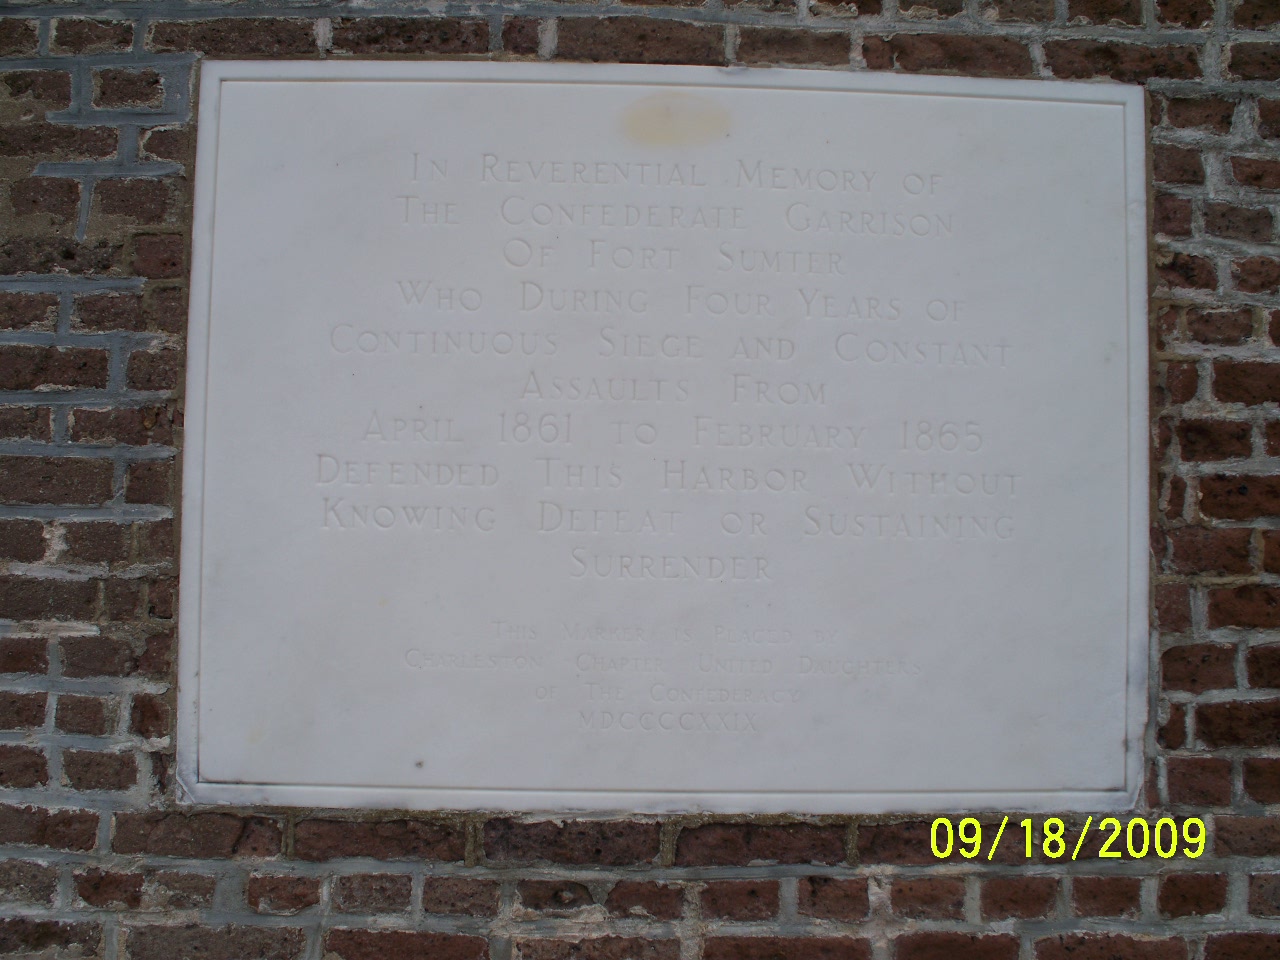 In Reverential Memory of
The Confederate Garrison
Of Fort Sumter
Who During Four Years of
Continuous Siege and Constant
Assaults From
April 1861 to February 1865
Defended This Harbor Without
Knowing Defeat or Sustaining
Surrender
This Marker is Placed by
Charleston Chapter United Daughters
of The Confederacy
MDCCCCXXIX
09/18/2009